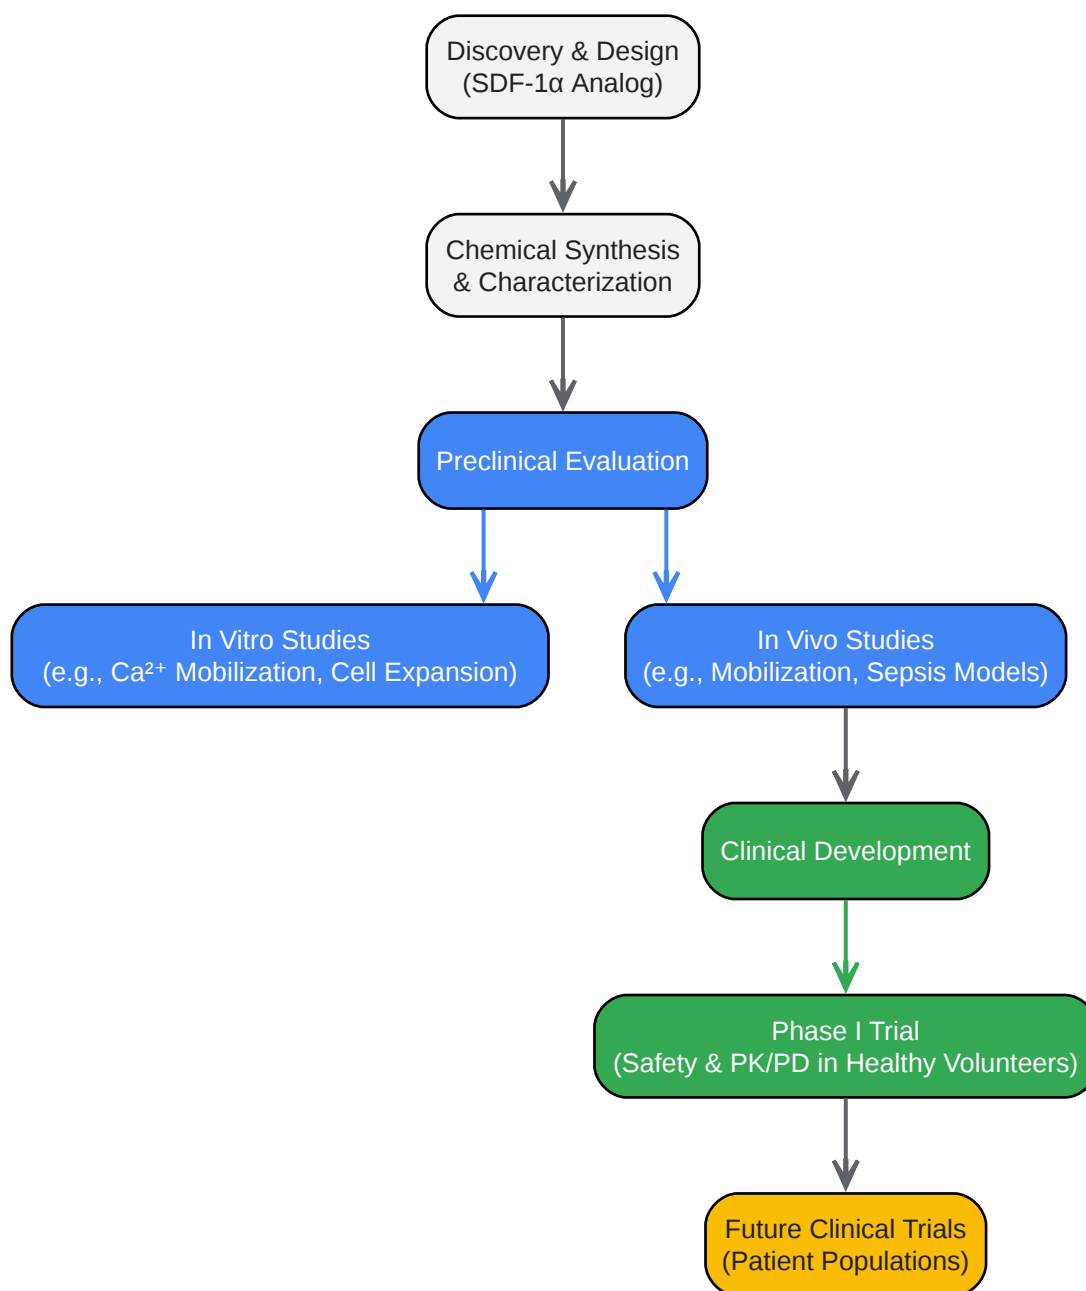 Discovery & Design
(SDF-1α Analog)
Chemical Synthesis
& Characterization
Preclinical Evaluation
In Vitro Studies
(e.g., Ca²⁺ Mobilization, Cell Expansion)
In Vivo Studies
(e.g., Mobilization, Sepsis Models)
Clinical Development
Phase I Trial
(Safety & PK/PD in Healthy Volunteers)
Future Clinical Trials
(Patient Populations)